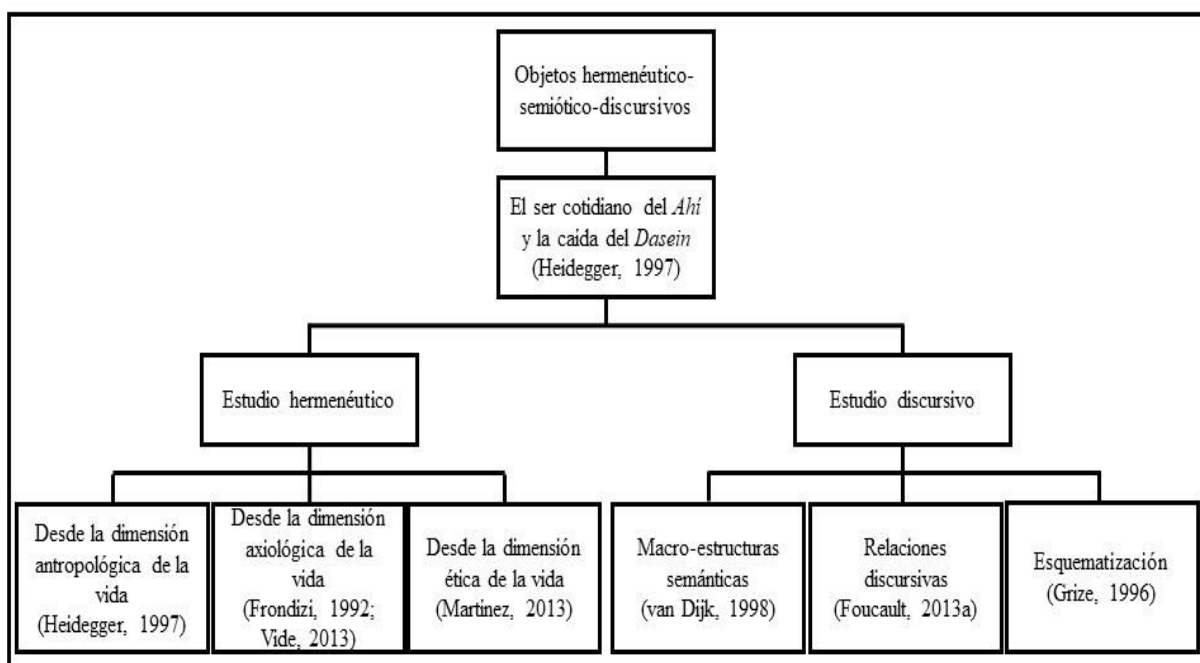 Objetos hermenéutico-
semiótico-discursivos
El ser cotidiano del Ahí
y la caída del Dasein
(Heidegger, 1997)
Estudio hermenéutico
Estudio discursivo
Desde la dimensión
antropológica de la
vida
(Heidegger, 1997)
Desde la dimensión
axiológica de la
vida
(Frondizi, 1992;
Vide, 2013)
Desde la dimensión
ética de la vida
(Martínez, 2013)
Macro-estructuras
semánticas
(van Dijk, 1998)
Relaciones
discursivas
(Foucault, 2013a)
Esquematización
(Grize, 1996)